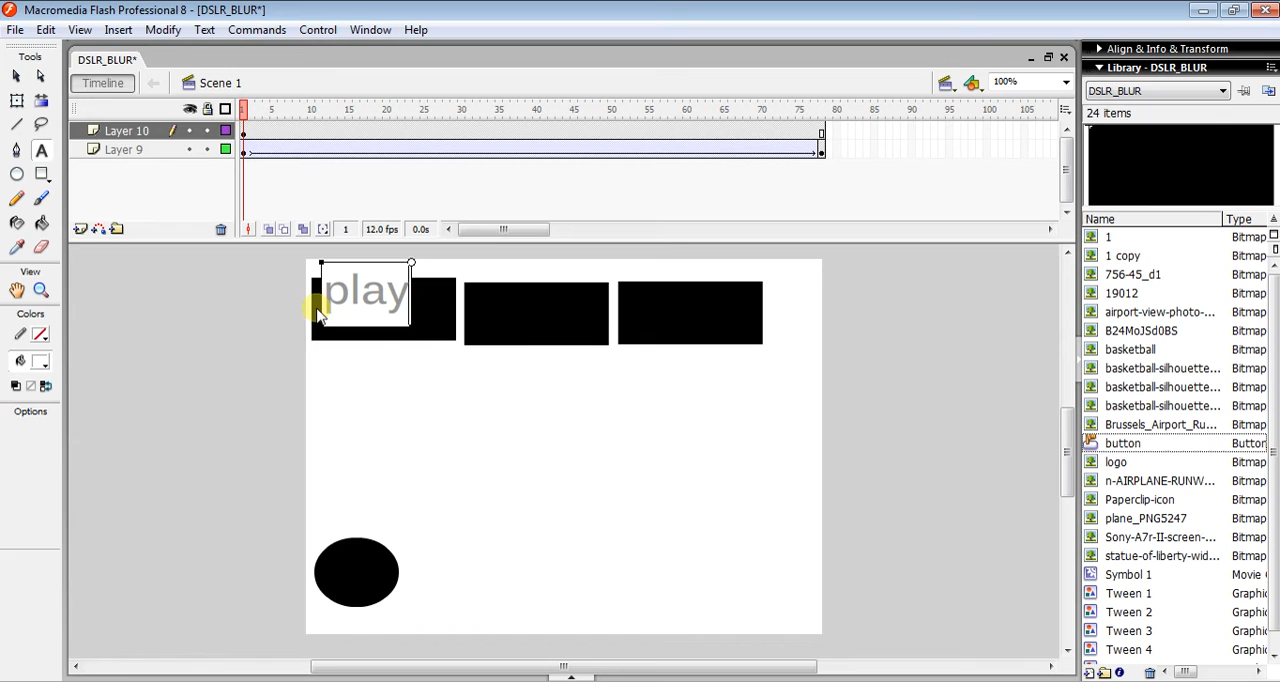 Macromedia Flash Professional 8 - [DSLR_BLUR*]
File Edit View Insert Modify Text Commands Control Window Help
Tools
DSLR_BLUR*
Timeline Scene 1 100%
1 5 10 15 20 25 30 35 40 45 50 55 60 65 70 75 80 85 90 95 100 105
Layer 10
Layer 9
1 12.0 fps 0.0s
View
Colors
Options
play
Align & Info & Transform
Library - DSLR_BLUR
DSLR_BLUR
24 items
Name Type
1 Bitmap
1 copy Bitmap
756-45_d1 Bitmap
19012 Bitmap
airport-view-photo-... Bitmap
B24MoJSd0BS Bitmap
basketball Bitmap
basketball-silhouette... Bitmap
basketball-silhouette... Bitmap
basketball-silhouette... Bitmap
Brussels_Airport_Ru... Bitmap
button Button
logo Bitmap
n-AIRPLANE-RUNW... Bitmap
Paperclip-icon Bitmap
plane_PNG5247 Bitmap
Sony-A7r-II-screen-... Bitmap
statue-of-liberty-wid... Bitmap
Symbol 1 Movie
Tween 1 Graphic
Tween 2 Graphic
Tween 3 Graphic
Tween 4 Graphic